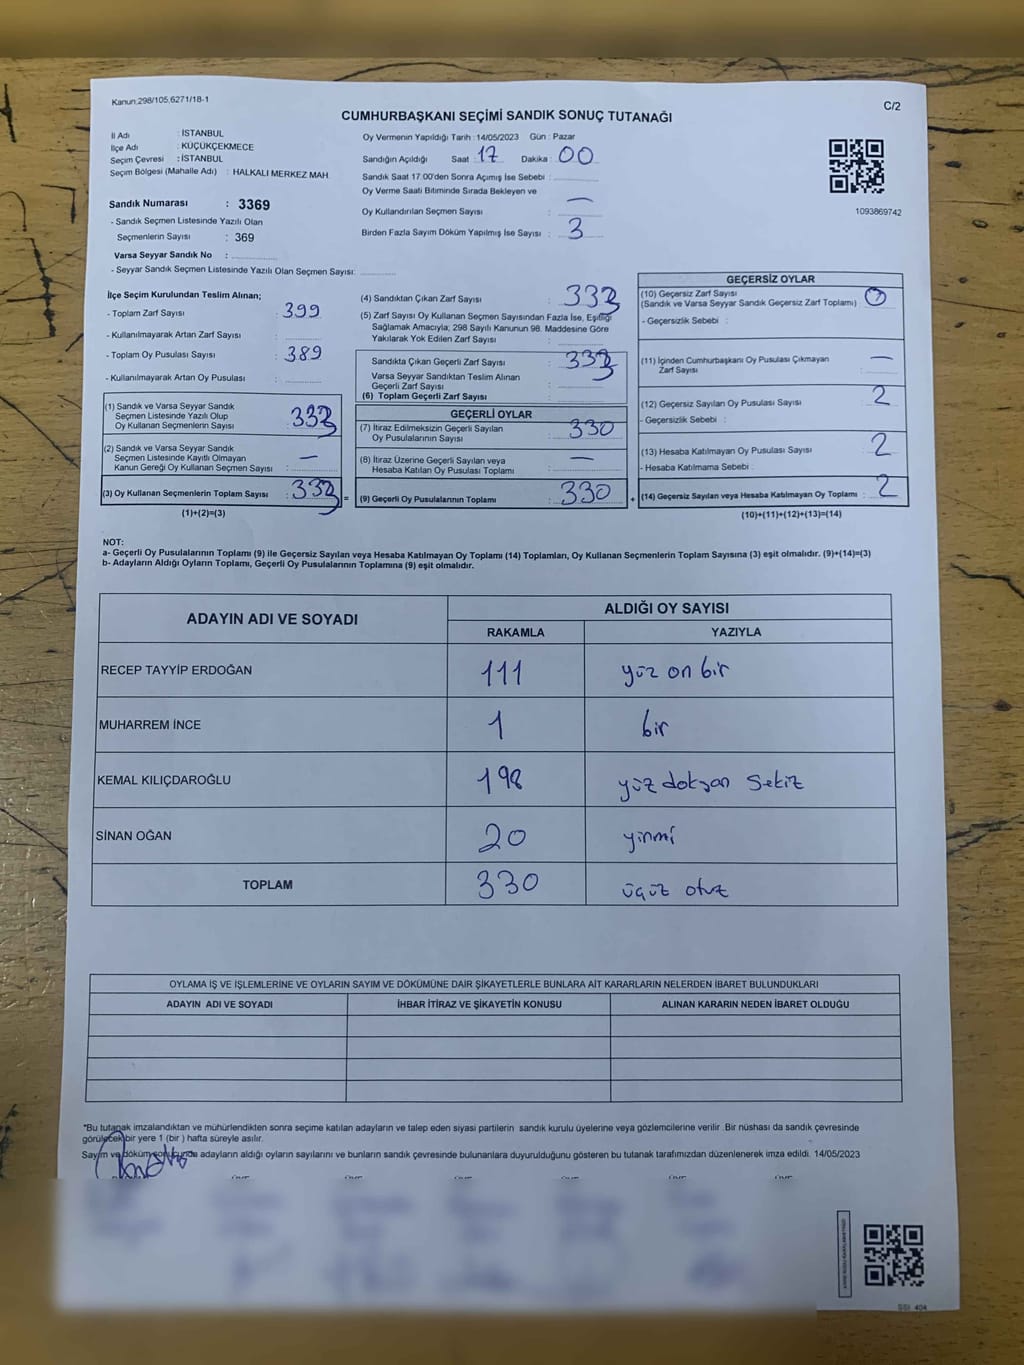 Kanun:298/105,6271/18-1
C/2
CUMHURBAŞKANI SEÇİMİ SANDIK SONUÇ TUTANAĞI
İl Adı : İSTANBUL
İlçe Adı : KÜÇÜKÇEKMECE
Seçim Çevresi : İSTANBUL
Seçim Bölgesi (Mahalle Adı) : HALKALI MERKEZ MAH.
Sandık Numarası : 3369
- Sandık Seçmen Listesinde Yazılı Olan
Seçmenlerin Sayısı : 369
Varsa Seyyar Sandık No :
- Seyyar Sandık Seçmen Listesinde Yazılı Olan Seçmen Sayısı:
Oy Vermenin Yapıldığı Tarih : 14/05/2023 Gün : Pazar
Sandığın Açıldığı Saat 17 Dakika : 00
Sandık Saat 17.00'den Sonra Açımış İse Sebebi :
Oy Verme Saati Bitiminde Sırada Bekleyen ve
Oy Kullandırılan Seçmen Sayısı : —
Birden Fazla Sayım Döküm Yapılmış İse Sayısı : 3
1093869742
İlçe Seçim Kurulundan Teslim Alınan;
- Toplam Zarf Sayısı : 399
- Kullanılmayarak Artan Zarf Sayısı :
- Toplam Oy Pusulası Sayısı : 389
- Kullanılmayarak Artan Oy Pusulası :
(1) Sandık ve Varsa Seyyar Sandık
Seçmen Listesinde Yazılı Olup
Oy Kullanan Seçmenlerin Sayısı :
(2) Sandık ve Varsa Seyyar Sandık
Seçmen Listesinde Kayıtlı Olmayan
Kanun Gereği Oy Kullanan Seçmen Sayısı : —
(3) Oy Kullanan Seçmenlerin Toplam Sayısı :
(1)+(2)=(3)
(4) Sandıktan Çıkan Zarf Sayısı :
(5) Zarf Sayısı Oy Kullanan Seçmen Sayısından Fazla İse, Eşitliği
Sağlamak Amacıyla; 298 Sayılı Kanunun 98. Maddesine Göre
Yakılarak Yok Edilen Zarf Sayısı :
Sandıkta Çıkan Geçerli Zarf Sayısı :
Varsa Seyyar Sandıktan Teslim Alınan
Geçerli Zarf Sayısı :
(6) Toplam Geçerli Zarf Sayısı :
GEÇERLİ OYLAR
(7) İtiraz Edilmeksizin Geçerli Sayılan
Oy Pusulalarının Sayısı : 330
(8) İtiraz Üzerine Geçerli Sayılan veya
Hesaba Katılan Oy Pusulası Toplamı : —
= (9) Geçerli Oy Pusulalarının Toplamı : 330 +
GEÇERSİZ OYLAR
(10) Geçersiz Zarf Sayısı
(Sandık ve Varsa Seyyar Sandık Geçersiz Zarf Toplamı) :
- Geçersizlik Sebebi :
(11) İçinden Cumhurbaşkanı Oy Pusulası Çıkmayan
Zarf Sayısı : —
(12) Geçersiz Sayılan Oy Pusulası Sayısı : 2
- Geçersizlik Sebebi :
(13) Hesaba Katılmayan Oy Pusulası Sayısı : 2
- Hesaba Katılmama Sebebi :
(14) Geçersiz Sayılan veya Hesaba Katılmayan Oy Toplamı : 2
(10)+(11)+(12)+(13)=(14)
NOT:
a- Geçerli Oy Pusulalarının Toplamı (9) ile Geçersiz Sayılan veya Hesaba Katılmayan Oy Toplamı (14) Toplamları, Oy Kullanan Seçmenlerin Toplam Sayısına (3) eşit olmalıdır. (9)+(14)=(3)
b- Adayların Aldığı Oyların Toplamı, Geçerli Oy Pusulalarının Toplamına (9) eşit olmalıdır.
ADAYIN ADI VE SOYADI ALDIĞI OY SAYISI
RAKAMLA YAZIYLA
RECEP TAYYİP ERDOĞAN 111 yüz on bir
MUHARREM İNCE 1 bir
KEMAL KILIÇDAROĞLU 198 yüz doksan sekiz
SİNAN OĞAN 20 yirmi
TOPLAM 330 üçüz otuz
OYLAMA İŞ VE İŞLEMLERİNE VE OYLARIN SAYIM VE DÖKÜMÜNE DAİR ŞİKAYETLERLE BUNLARA AİT KARARLARIN NELERDEN İBARET BULUNDUKLARI
ADAYIN ADI VE SOYADI İHBAR İTİRAZ VE ŞİKAYETİN KONUSU ALINAN KARARIN NEDEN İBARET OLDUĞU
*Bu tutanak imzalandıktan ve mühürlendikten sonra seçime katılan adayların ve talep eden siyasi partilerin sandık kurulu üyelerine veya gözlemcilerine verilir .Bir nüshası da sandık çevresinde
görülecek bir yere 1 (bir ) hafta süreyle asılır.
Sayım ve döküm sonucunda adayların aldığı oyların sayılarını ve bunların sandık çevresinde bulunanlara duyurulduğunu gösteren bu tutanak tarafımızdan düzenlenerek imza edildi. 14/05/2023
SSI 404